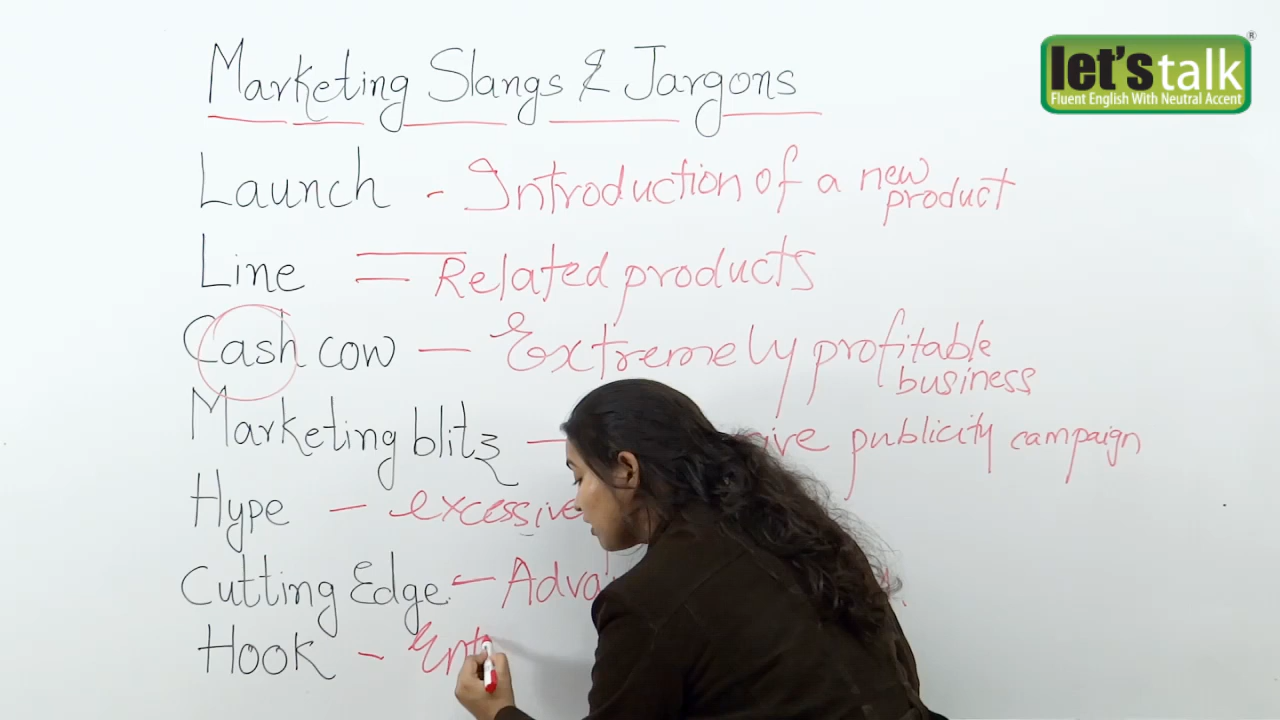 Marketing Slangs & Jargons
let's talk
®
Fluent English With Neutral Accent
Launch - Introduction of a new product
Line = Related products
Cash cow - Extremely profitable business
Marketing blitz - publicity campaign
Hype - excessive
Cutting Edge -
Hook -